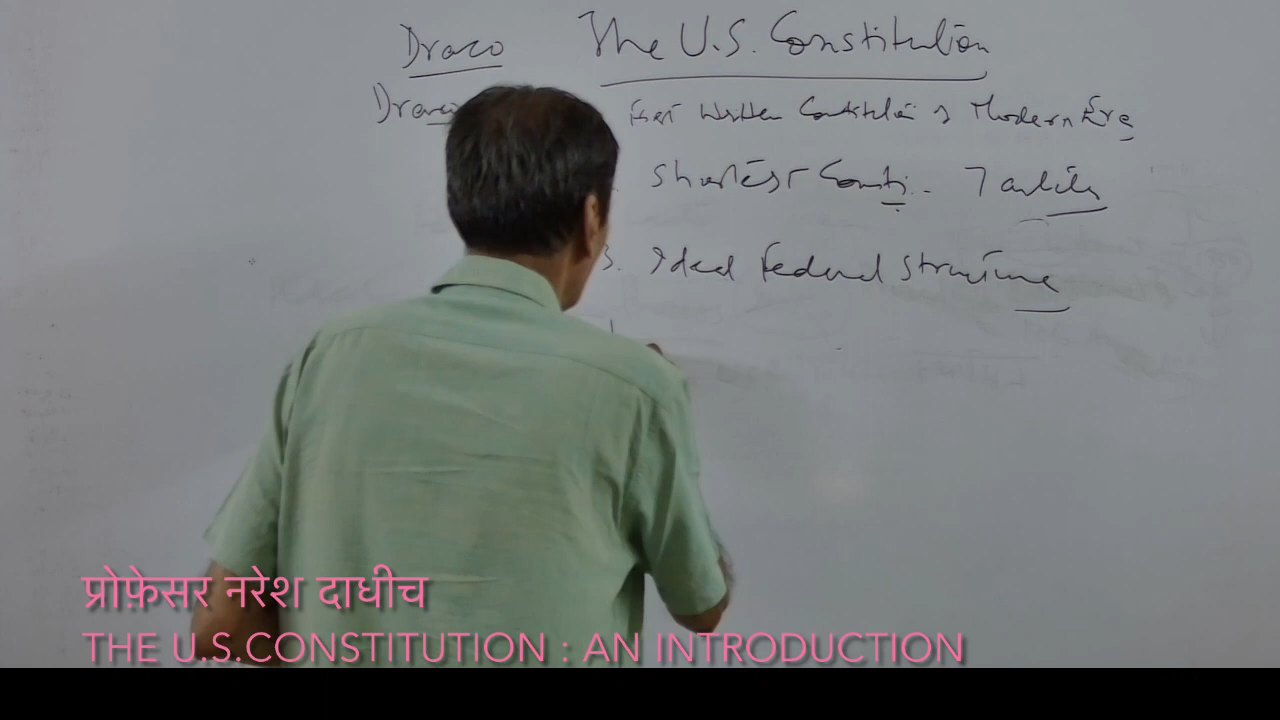 Draco The U.S. Constitution
First Written Constitution of Modern Era
Shortest Consti. - 7 articles
3. Ideal Federal Structure
प्रोफ़ेसर नरेश दाधीच
THE U.S.CONSTITUTION : AN INTRODUCTION